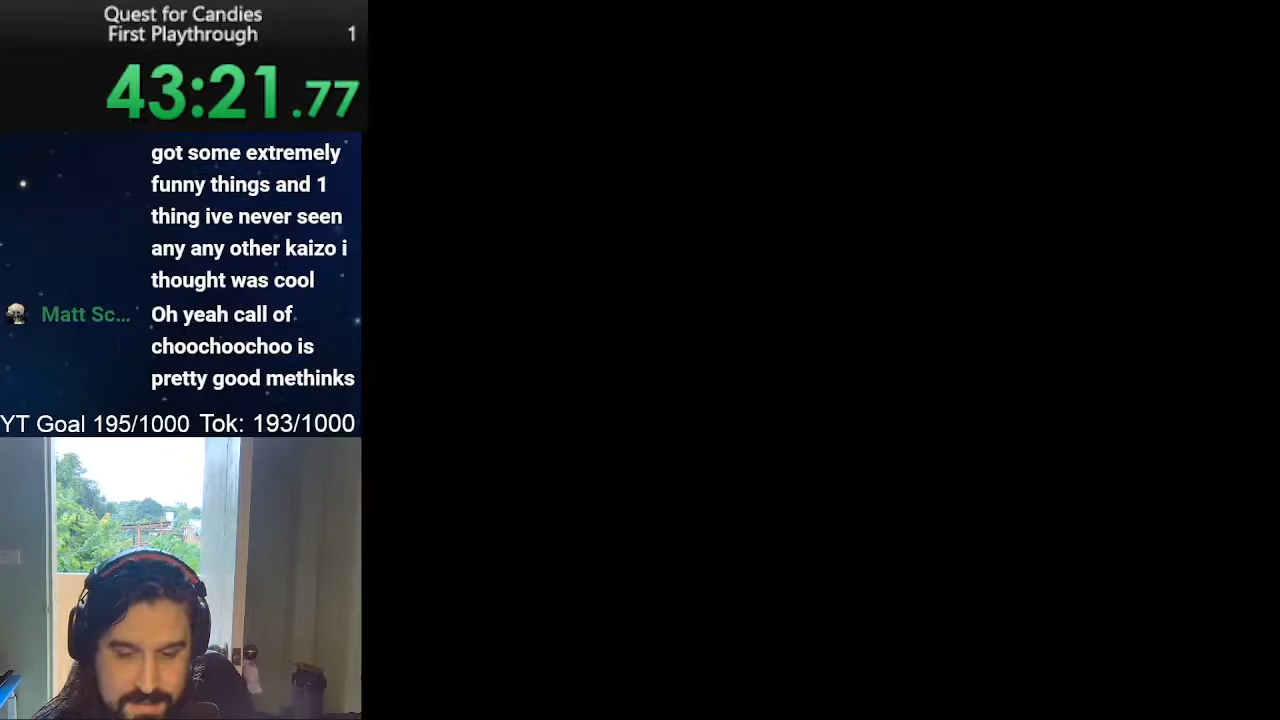 Quest for Candies
First Playthrough 1
43:21.77
got some extremely
funny things and 1
thing ive never seen
any any other kaizo i
thought was cool
Matt Sc... Oh yeah call of
choochoochoo is
pretty good methinks
YT Goal 195/1000 Tok: 193/1000